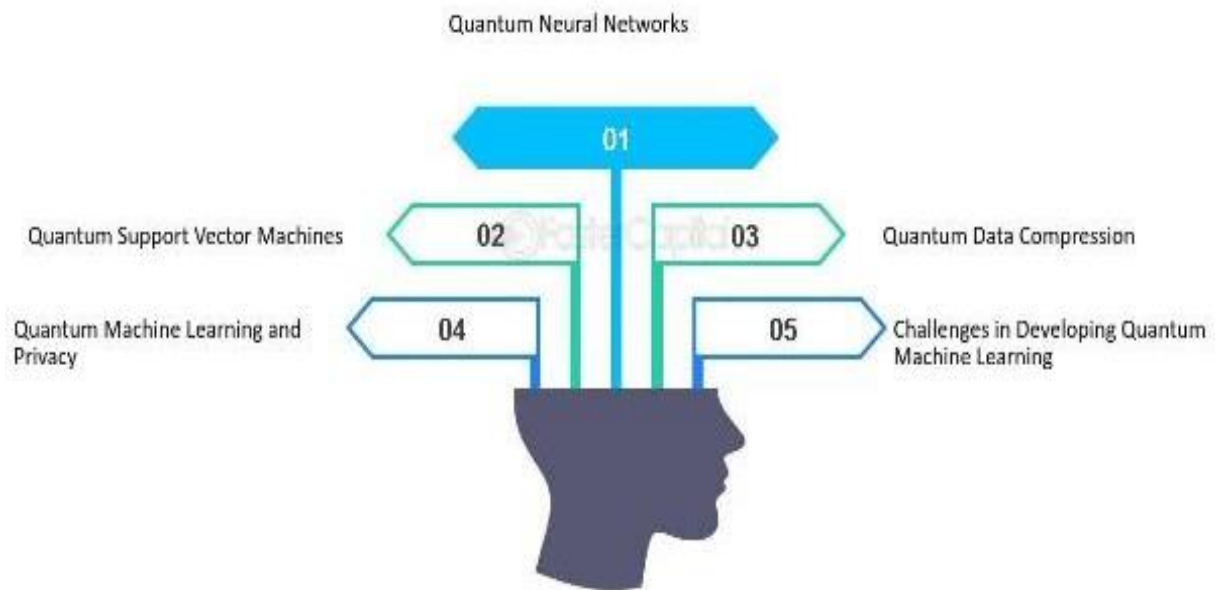 Quantum Neural Networks
01
Quantum Support Vector Machines
02
FasterCapital
03
Quantum Data Compression
Quantum Machine Learning and
Privacy
04
05
Challenges in Developing Quantum
Machine Learning